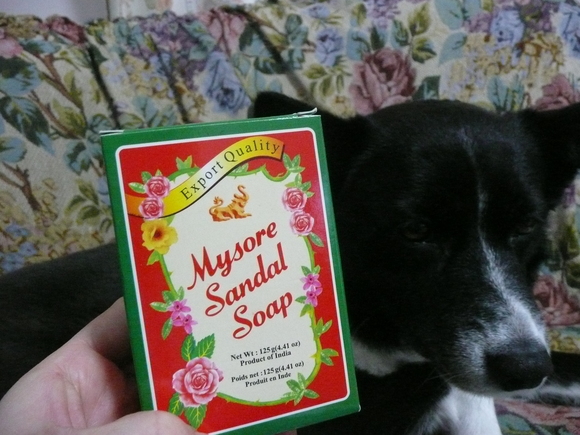 Export Quality
Mysore
Sandal
Soap
Net Wt : 125 g(4.41 oz)
Product of India
Poids net :125 g(4.41 oz)
Produit en Inde